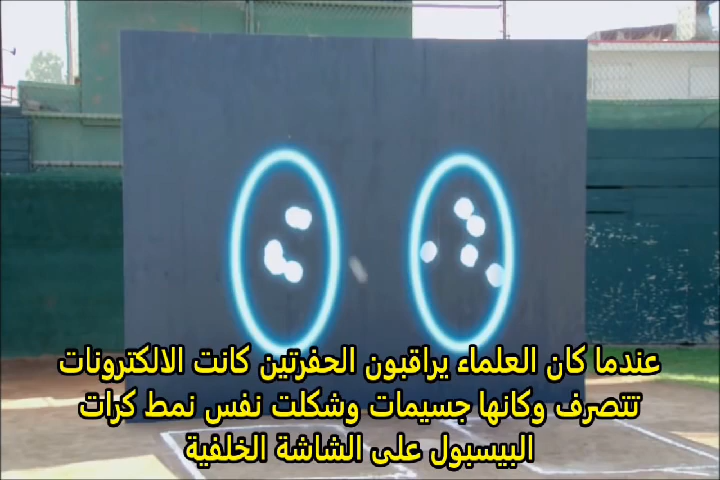 عندما كان العلماء يراقبون الحفرتين كانت الالكترونات
تتصرف وكانها جسيمات وشكلت نفس نمط كرات
البيسبول على الشاشة الخلفية